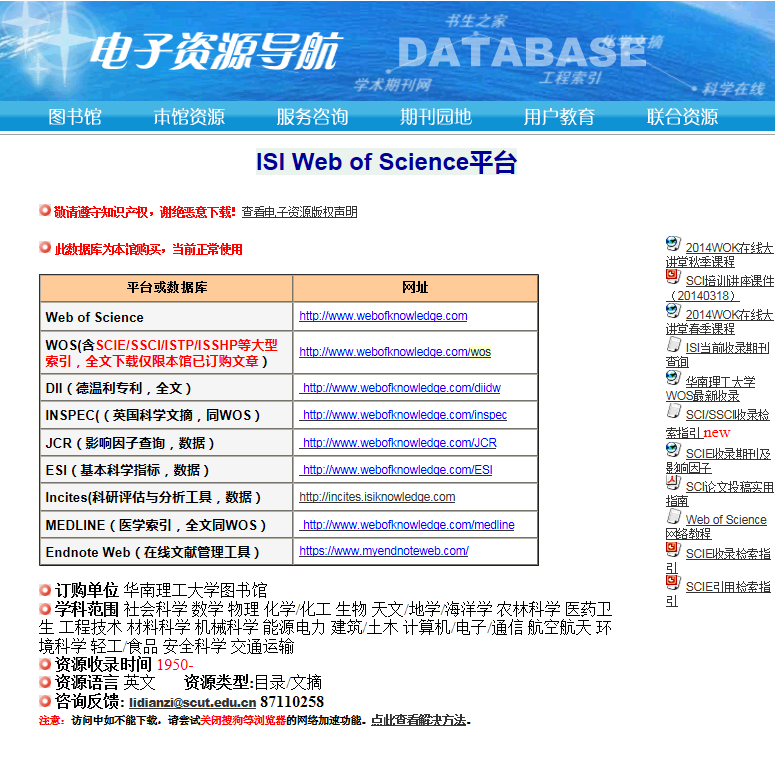 书生之家
电子资源导航
DATABASE
化学文摘
学术期刊网
工程索引
科学在线
图书馆 本馆资源 服务咨询 期刊园地 用户教育 联合资源
ISI Web of Science平台
敬请遵守知识产权，谢绝恶意下载! 查看电子资源版权声明
此数据库为本馆购买，当前正常使用
平台或数据库 网址
Web of Science http://www.webofknowledge.com
WOS(含SCIE/SSCI/ISTP/ISSHP等大型
索引，全文下载仅限本馆已订购文章） http://www.webofknowledge.com/wos
DII（德温利专利，全文） http://www.webofknowledge.com/diidw
INSPEC(（英国科学文摘，同WOS） http://www.webofknowledge.com/inspec
JCR（影响因子查询，数据） http://www.webofknowledge.com/JCR
ESI（基本科学指标，数据） http://www.webofknowledge.com/ESI
Incites(科研评估与分析工具，数据） http://incites.isiknowledge.com
MEDLINE（医学索引，全文同WOS） http://www.webofknowledge.com/medline
Endnote Web（在线文献管理工具） https://www.myendnoteweb.com/
订购单位 华南理工大学图书馆
学科范围 社会科学 数学 物理 化学/化工 生物 天文/地学/海洋学 农林科学 医药卫
生 工程技术 材料科学 机械科学 能源电力 建筑/土木 计算机/电子/通信 航空航天 环
境科学 轻工/食品 安全科学 交通运输
资源收录时间 1950-
资源语言 英文 资源类型:目录/文摘
咨询反馈: lidianzi@scut.edu.cn 87110258
注意：访问中如不能下载，请尝试关闭搜狗等浏览器的网络加速功能。点此查看解决方法。
2014WOK在线大
讲堂秋季课程
SCI培训讲座课件
（20140318）
2014WOK在线大
讲堂春季课程
ISI当前收录期刊
查询
华南理工大学
WOS最新收录
SCI/SSCI收录检
索指引new
SCIE收录期刊及
影响因子
SCI论文投稿实用
指南
Web of Science
网络教程
SCIE收录检索指
引
SCIE引用检索指
引